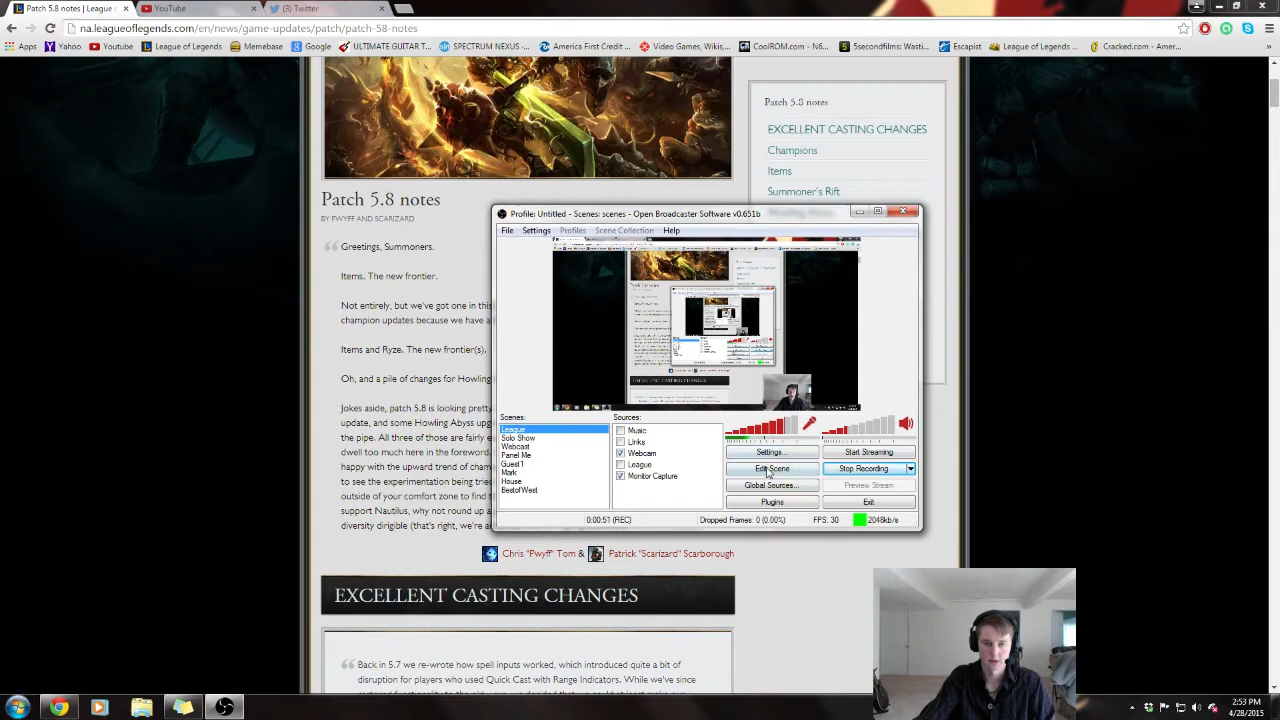 Patch 5.8 notes | League o
YouTube
(3) Twitter
na.leagueoflegends.com/en/news/game-updates/patch/patch-58-notes
Apps
Yahoo
Youtube
League of Legends
Memebase
Google
ULTIMATE GUITAR T...
SPECTRUM NEXUS -...
America First Credit ...
Video Games, Wikis,...
CoolROM.com - N6...
5secondfilms: Wasti...
Escapist
League of Legends ...
Cracked.com - Amer...
Patch 5.8 notes
EXCELLENT CASTING CHANGES
Champions
Items
Summoner's Rift
Patch 5.8 notes
BY PWYFF AND SCARIZARD
Greetings, Summoners.
Items. The new frontier.
Not entirely, but we've got some in this
champion updates because we have a
Items
The new frontie
Oh, and a pile of changes for Howling
Jokes aside, patch 5.8 is looking prett
up, and some Howling Abyss up
the pipe. All three of those are fairly
doved too much here in the foreword
happy with the upward trend of cham
to see the experimentation being trie
outside of your comfort zone to find t
support Nautilus, why not round up a
diversity dirigible (that's right, we're a
Chris "Pwyff" Tom & Patrick "Scarizard" Scarborough
EXCELLENT CASTING CHANGES
Back in 5.7 we re-wrote how spell inputs worked, which introduced quite a bit of
disruption for players who used Quick Cast with Range Indicators. While we've since
Profile: Untitled - Scenes: scenes - Open Broadcaster Software v0.651b
File
Settings
Profiles
Scene Collection
Help
Scenes:
League
Solo Show
Webcast
Panel Me
Guest1
Mark
House
BestofWest
Sources:
Music
Links
Webcam
League
Monitor Capture
Settings...
Start Streaming
Edit Scene
Stop Recording
Global Sources...
Preview Stream
Plugins
Exit
0:00:51 (REC)
Dropped Frames: 0 (0.00%)
FPS: 30
2048kb/s
2:53 PM
4/28/2015